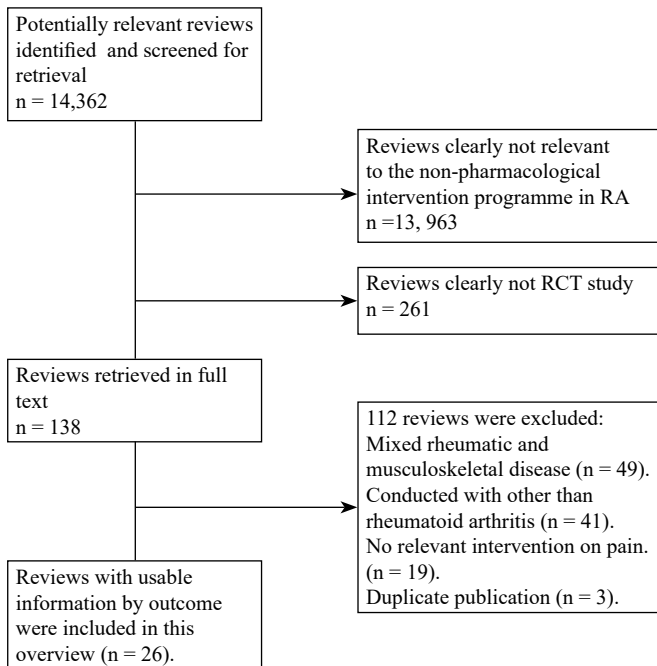 Potentially relevant reviews
identified and screened for
retrieval
n = 14,362
Reviews clearly not relevant
to the non-pharmacological
intervention programme in RA
n =13, 963
Reviews clearly not RCT study
n = 261
Reviews retrieved in full
text
n = 138
112 reviews were excluded:
Mixed rheumatic and
musculoskeletal disease (n = 49).
Conducted with other than
rheumatoid arthritis (n = 41).
No relevant intervention on pain.
(n = 19).
Duplicate publication (n = 3).
Reviews with usable
information by outcome
were included in this
overview (n = 26).